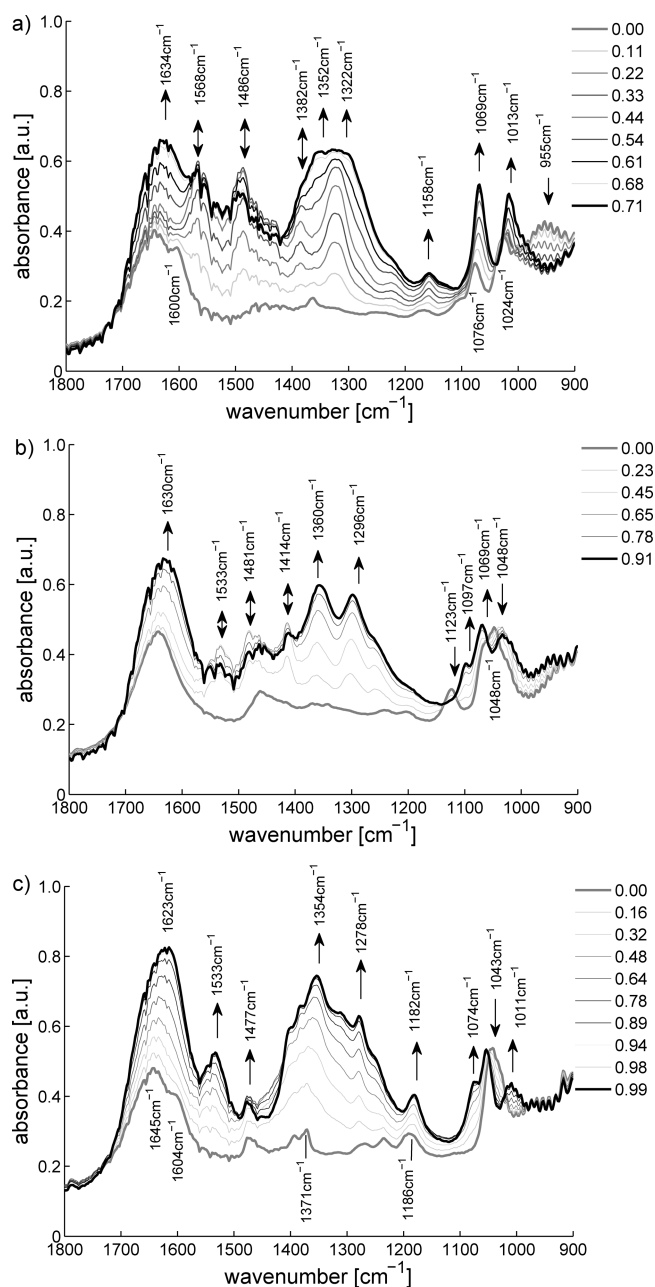 a)
1.0
0.8
0.6
0.4
0.2
0
absorbance [a.u.]
1634cm⁻¹
1568cm⁻¹
1486cm⁻¹
1382cm⁻¹
1352cm⁻¹
1322cm⁻¹
1158cm⁻¹
1069cm⁻¹
1013cm⁻¹
955cm⁻¹
1600cm⁻¹
1076cm⁻¹
1024cm⁻¹
0.00
0.11
0.22
0.33
0.44
0.54
0.61
0.68
0.71
1800 1700 1600 1500 1400 1300 1200 1100 1000 900
wavenumber [cm⁻¹]
b)
1.0
0.8
0.6
0.4
0.2
0
absorbance [a.u.]
1630cm⁻¹
1533cm⁻¹
1481cm⁻¹
1414cm⁻¹
1360cm⁻¹
1296cm⁻¹
1123cm⁻¹
1097cm⁻¹
1069cm⁻¹
1048cm⁻¹
1048cm⁻¹
0.00
0.23
0.45
0.65
0.78
0.91
1800 1700 1600 1500 1400 1300 1200 1100 1000 900
wavenumber [cm⁻¹]
c)
1.0
0.8
0.6
0.4
0.2
0
absorbance [a.u.]
1623cm⁻¹
1533cm⁻¹
1477cm⁻¹
1354cm⁻¹
1278cm⁻¹
1182cm⁻¹
1074cm⁻¹
1043cm⁻¹
1011cm⁻¹
1645cm⁻¹
1604cm⁻¹
1371cm⁻¹
1186cm⁻¹
0.00
0.16
0.32
0.48
0.64
0.78
0.89
0.94
0.98
0.99
1800 1700 1600 1500 1400 1300 1200 1100 1000 900
wavenumber [cm⁻¹]